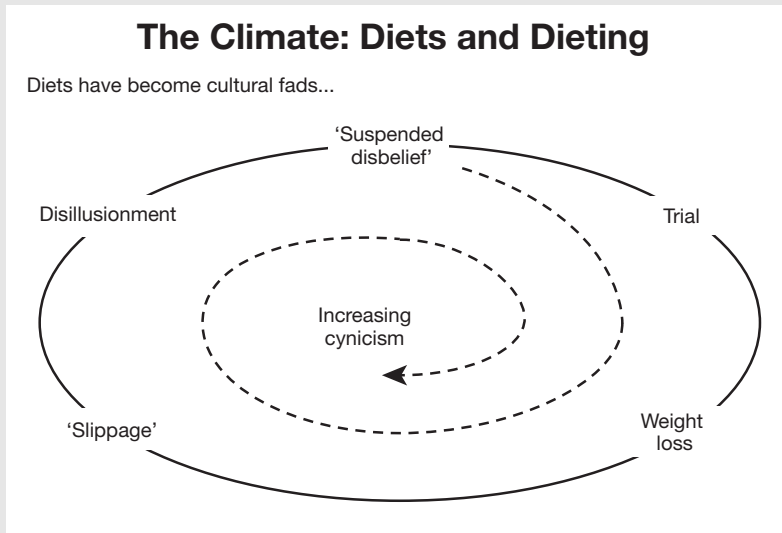 The Climate: Diets and Dieting
Diets have become cultural fads...
‘Suspended
disbelief’
Disillusionment
Trial
Increasing
cynicism
‘Slippage’
Weight
loss